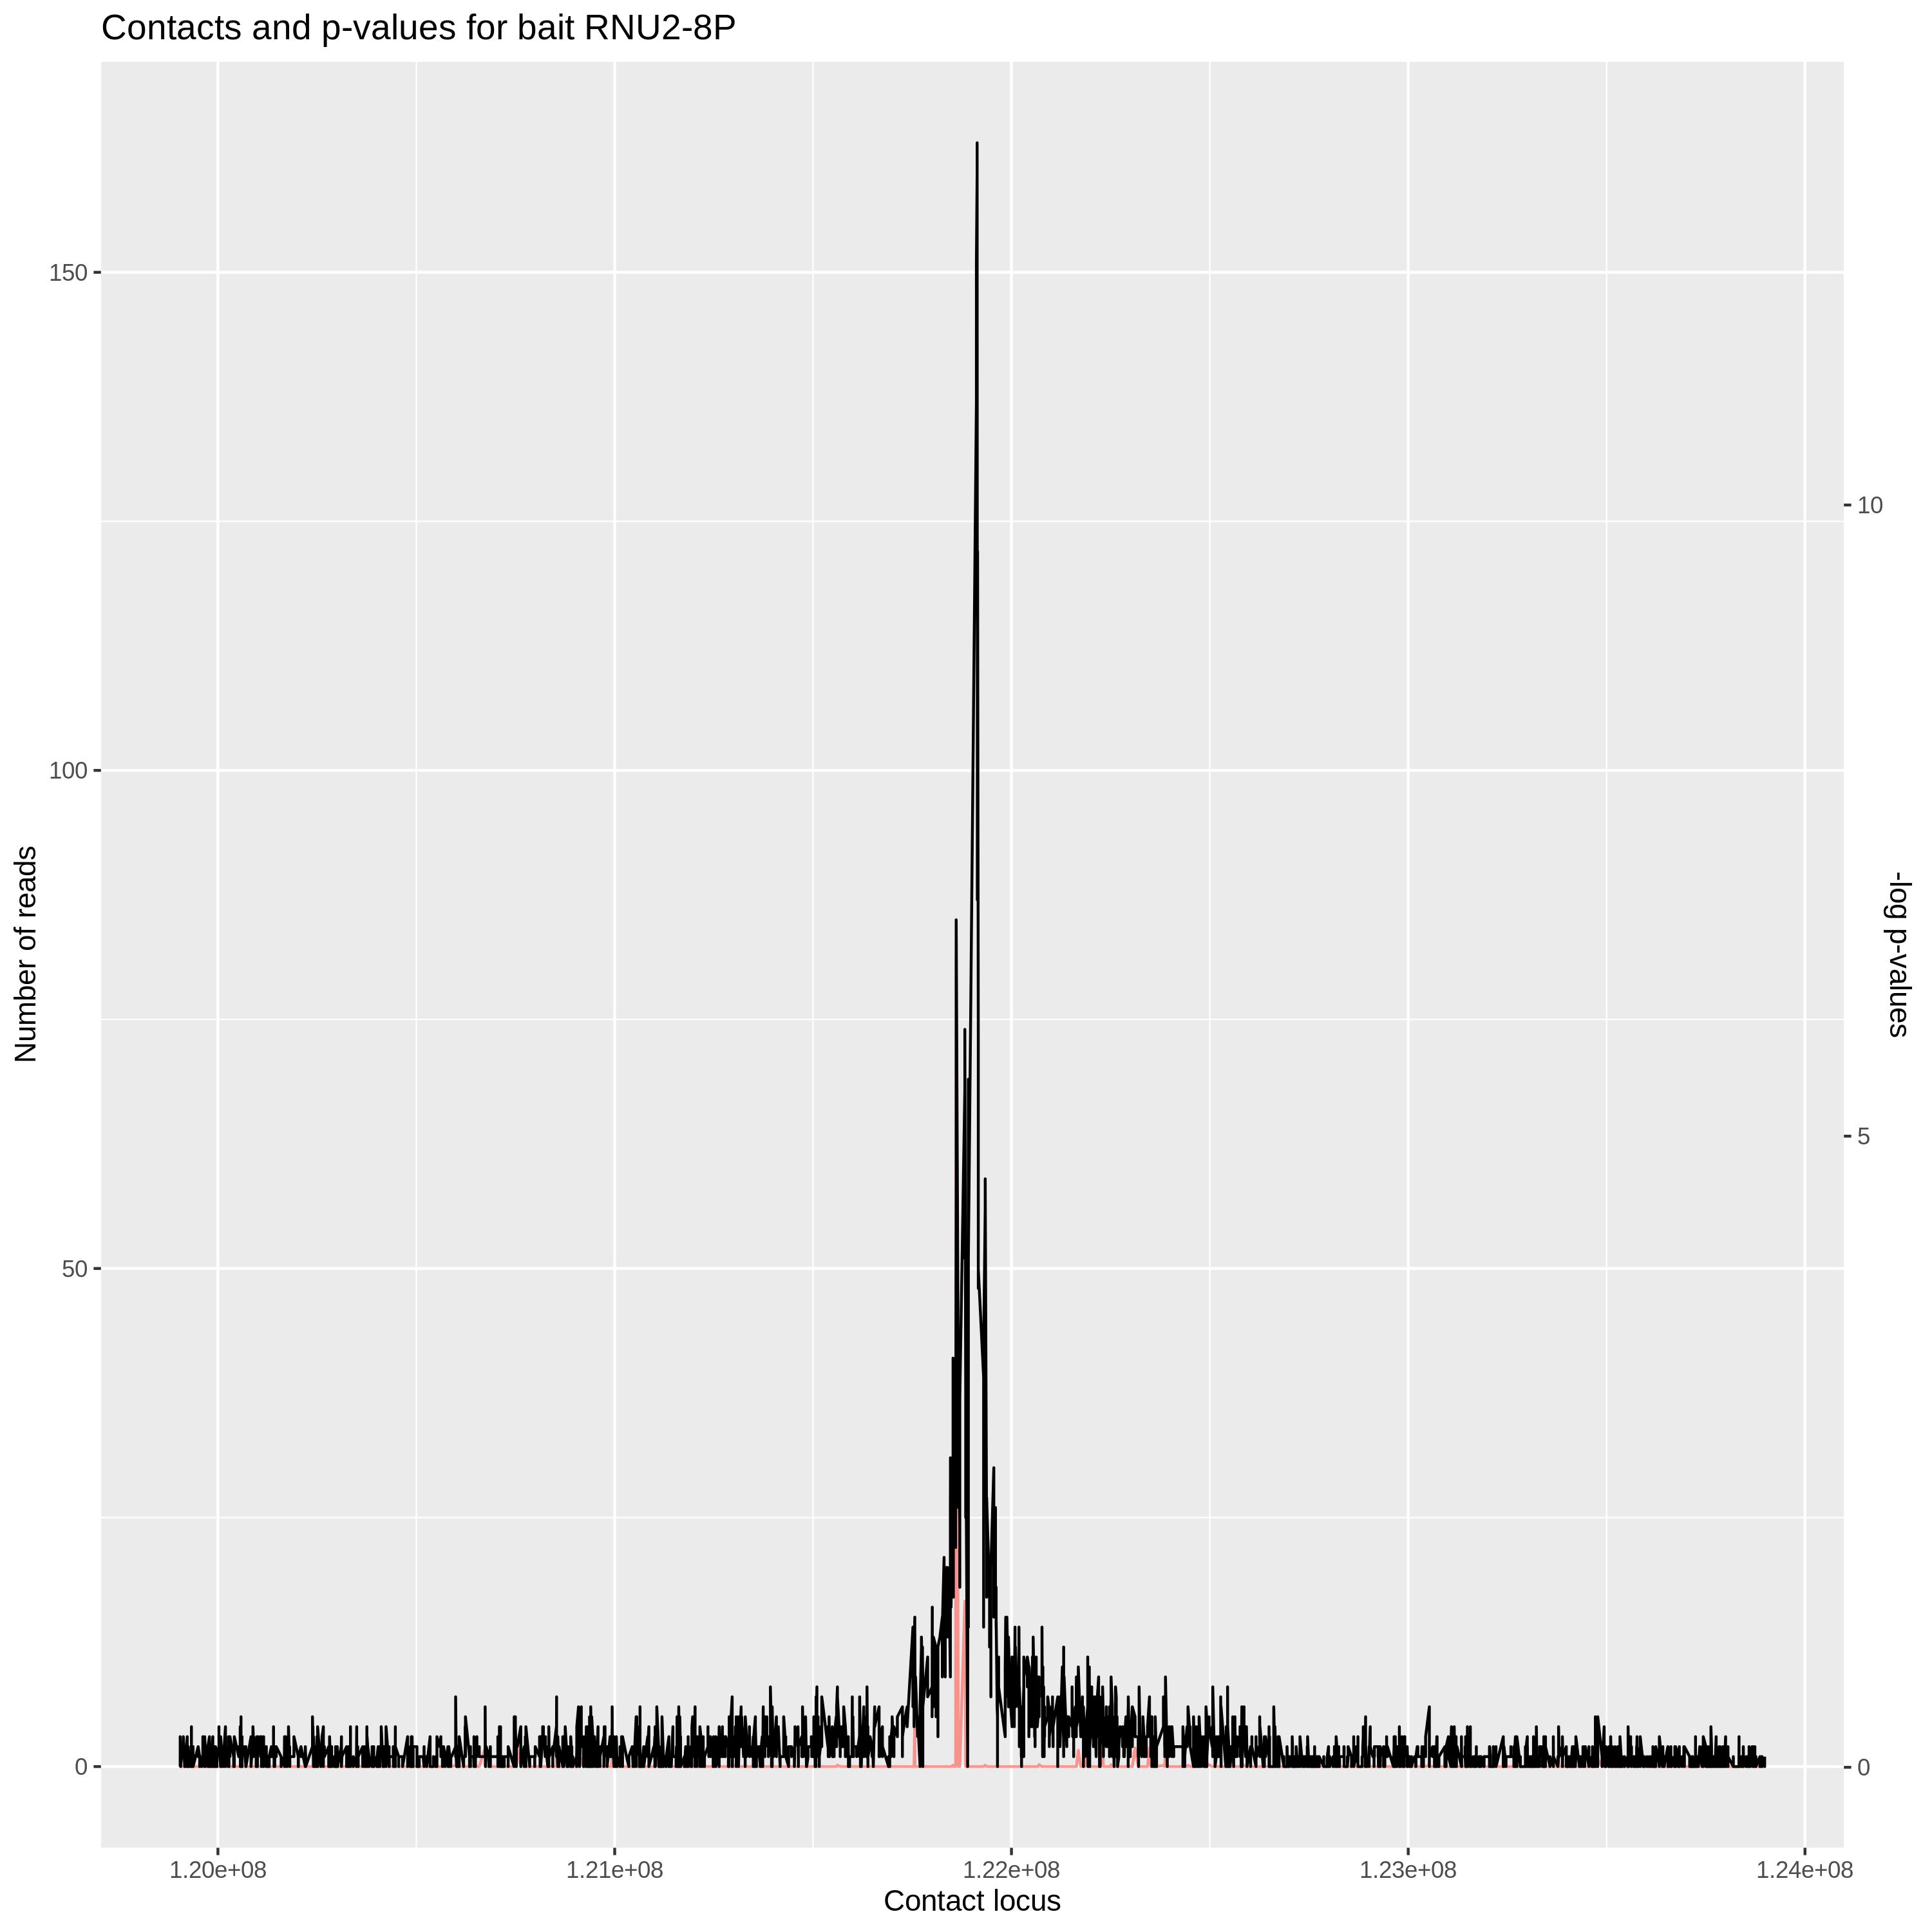 Contacts and p-values for bait RNU2-8P
150
100
50
0
Number of reads
10
5
0
-log p-values
1.20e+08
1.21e+08
1.22e+08
1.23e+08
1.24e+08
Contact locus